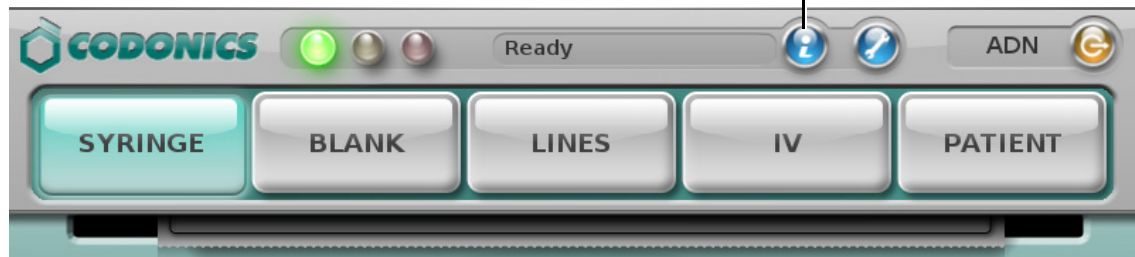 CODONICS Ready i ADN
SYRINGE BLANK LINES IV PATIENT